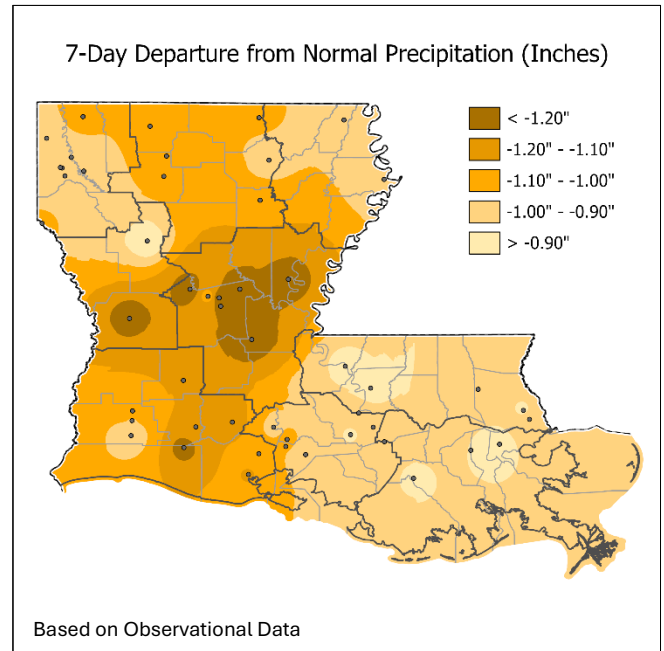 7-Day Departure from Normal Precipitation (Inches)
< -1.20"
-1.20" - -1.10"
-1.10" - -1.00"
-1.00" - -0.90"
> -0.90"
Based on Observational Data